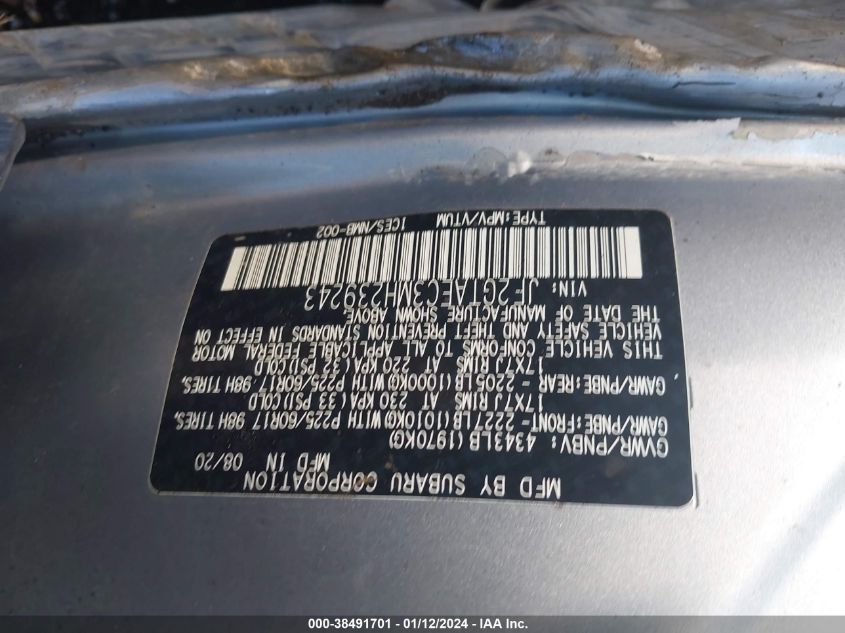 MFD BY SUBARU CORPORATION
MFD IN 08/20
GVWR/PNBV: 4343LB(1970KG)
GAWR/PNBE:FRONT- 2227LB(1010KG)WITH P225/60R17 98H TIRES,
17X7J RIMS AT 230 KPA(33 PSI)COLD
GAWR/PNBE:REAR - 2205LB(1000KG)WITH P225/60R17 98H TIRES,
17X7J RIMS AT 220 KPA(32 PSI)COLD
THIS VEHICLE CONFORMS TO ALL APPLICABLE FEDERAL MOTOR
VEHICLE SAFETY AND THEFT PREVENTION STANDARDS IN EFFECT ON
THE DATE OF MANUFACTURE SHOWN ABOVE.
VIN: JF2GTAEC3MH239243
TYPE:MPV/VTUM ICES/NMB-002
000-38491701 - 01/12/2024 - IAA Inc.